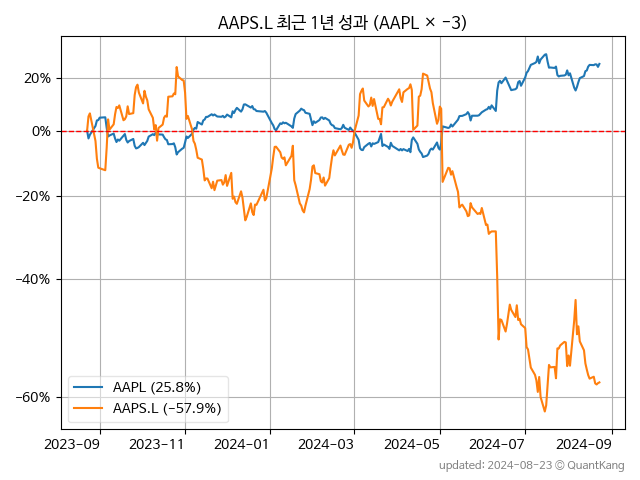 AAPS.L 최근 1년 성과 (AAPL × −3)
20%
0%
−20%
−40%
−60%
AAPL (25.8%)
AAPS.L (−57.9%)
2023-09 2023-11 2024-01 2024-03 2024-05 2024-07 2024-09
updated: 2024-08-23 © QuantKang